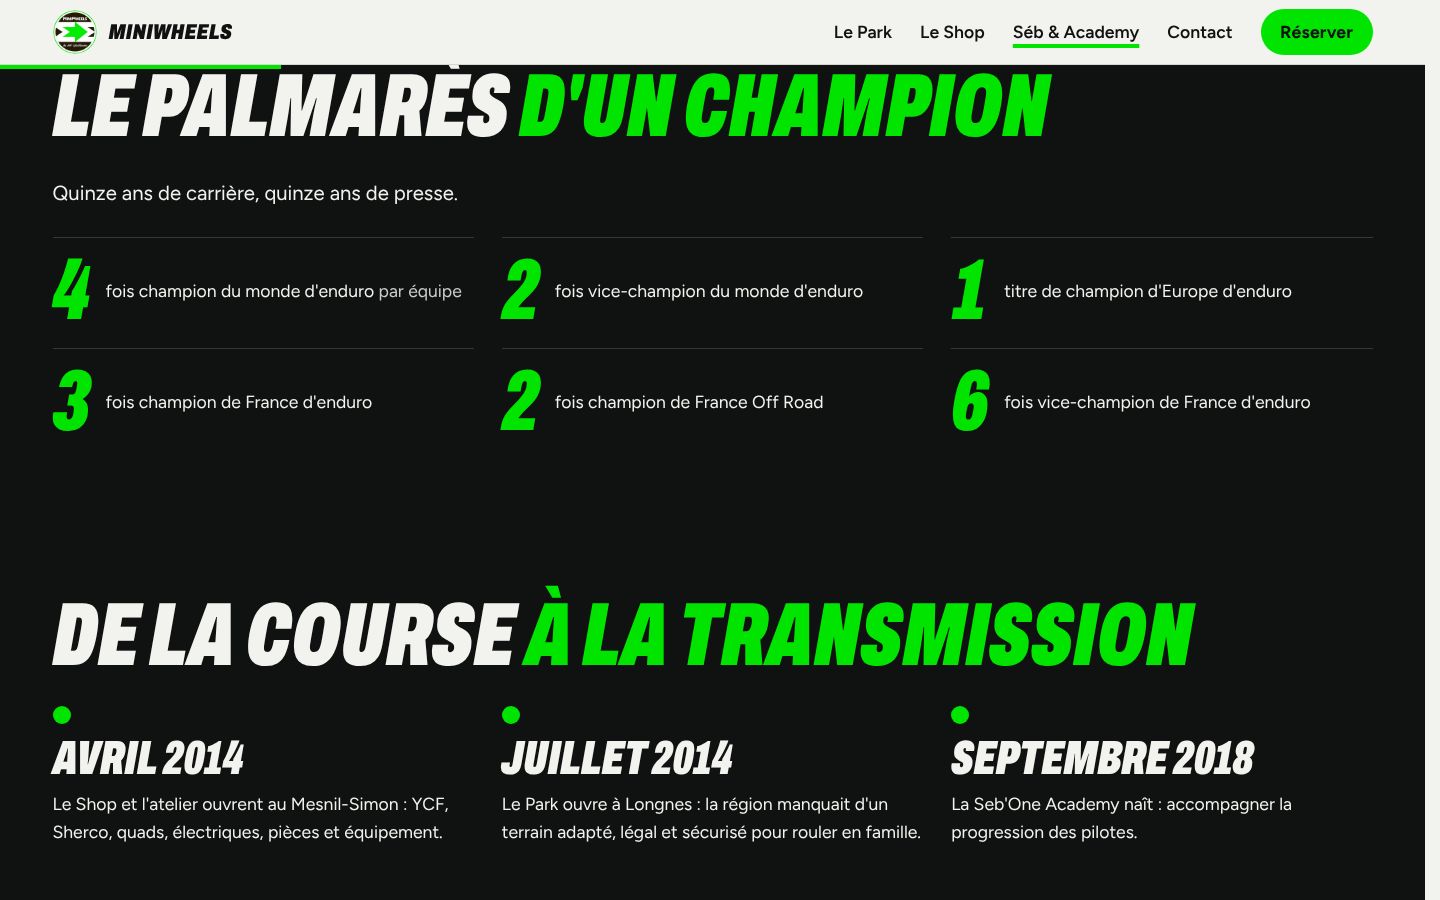 MINIWHEELS
Le Park
Le Shop
Séb & Academy
Contact
Réserver
LE PALMARÈS D'UN CHAMPION
Quinze ans de carrière, quinze ans de presse.
4 fois champion du monde d'enduro par équipe
2 fois vice-champion du monde d'enduro
1 titre de champion d'Europe d'enduro
3 fois champion de France d'enduro
2 fois champion de France Off Road
6 fois vice-champion de France d'enduro
DE LA COURSE À LA TRANSMISSION
AVRIL 2014
Le Shop et l'atelier ouvrent au Mesnil-Simon : YCF,
Sherco, quads, électriques, pièces et équipement.
JUILLET 2014
Le Park ouvre à Longnes : la région manquait d'un
terrain adapté, légal et sécurisé pour rouler en famille.
SEPTEMBRE 2018
La Seb'One Academy naît : accompagner la
progression des pilotes.